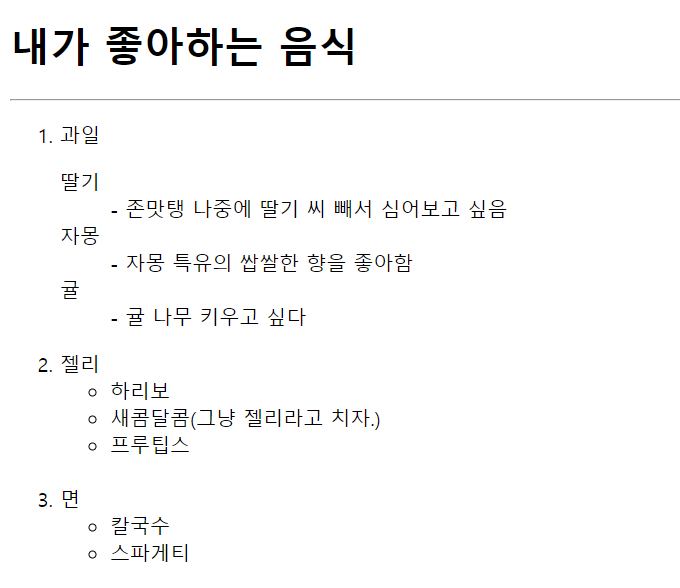 내가 좋아하는 음식
1. 과일
딸기
- 존맛탱 나중에 딸기 씨 빼서 심어보고 싶음
자몽
- 자몽 특유의 쌉쌀한 향을 좋아함
귤
- 귤 나무 키우고 싶다
2. 젤리
하리보
새콤달콤(그냥 젤리라고 치자.)
프루팁스
3. 면
칼국수
스파게티